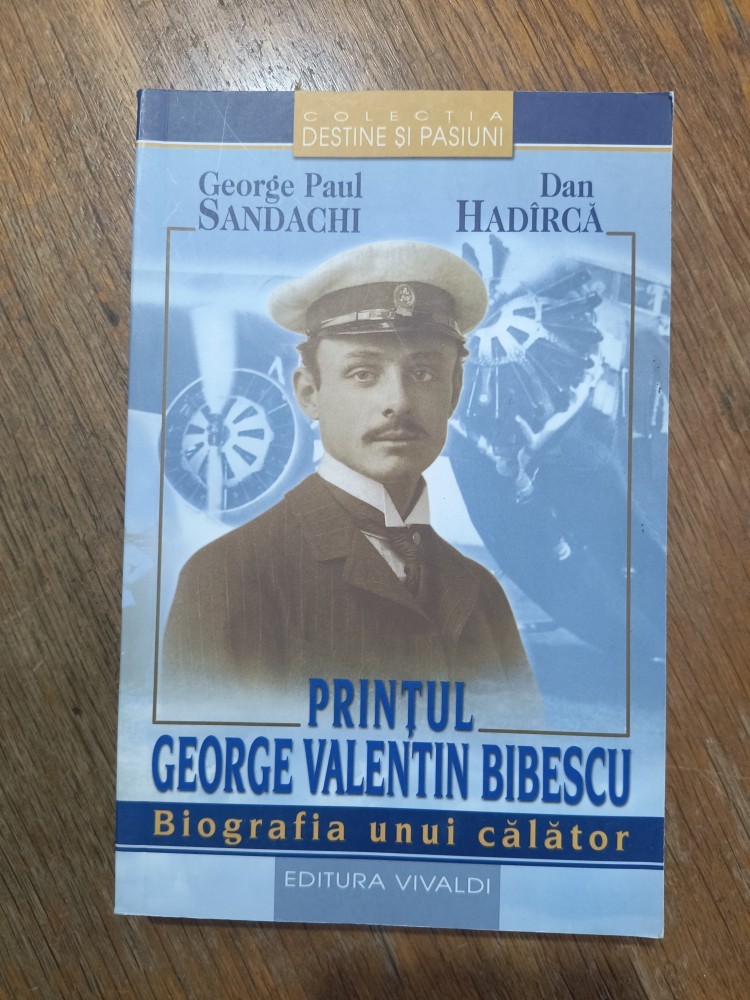 COLECȚIA
DESTINE ȘI PASIUNI
George Paul
SANDACHI
Dan
HADÎRCĂ
PRINȚUL
GEORGE VALENTIN BIBESCU
Biografia unui călător
EDITURA VIVALDI